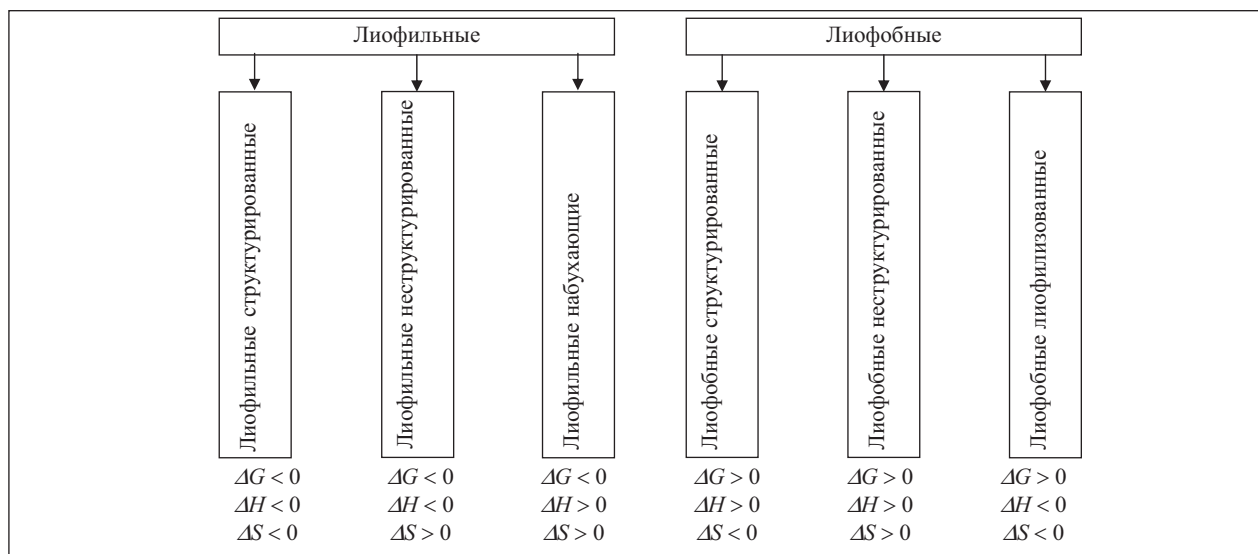 Лиофильные
Лиофобные
Лиофильные структурированные
Лиофильные неструктурированные
Лиофильные набухающие
Лиофобные структурированные
Лиофобные неструктурированные
Лиофобные лиофилизованные
ΔG < 0 ΔG < 0 ΔG < 0 ΔG > 0 ΔG > 0 ΔG > 0
ΔH < 0 ΔH < 0 ΔH > 0 ΔH > 0 ΔH > 0 ΔH < 0
ΔS < 0 ΔS > 0 ΔS > 0 ΔS < 0 ΔS > 0 ΔS < 0